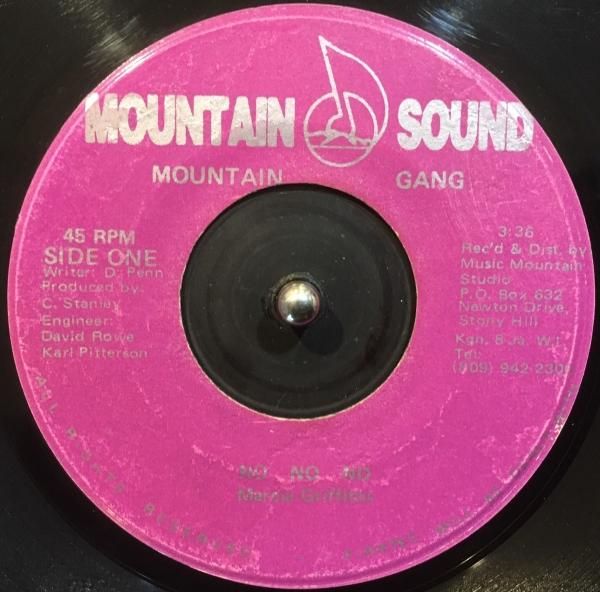 MOUNTAIN SOUND
MOUNTAIN GANG
45 RPM
SIDE ONE
Writer: D. Penn
Produced by:
C. Stanley
Engineer:
David Rowe
Karl Pitterson
3:36
Rec'd & Dist. by
Music Mountain
Studio
P.O. Box 632
Newton Drive,
Stony Hill
Kgn. 8 Ja. W.I.
Tel:
(809) 942-2301
NO NO NO
Marcia Griffiths
ALL RIGHTS RESERVED